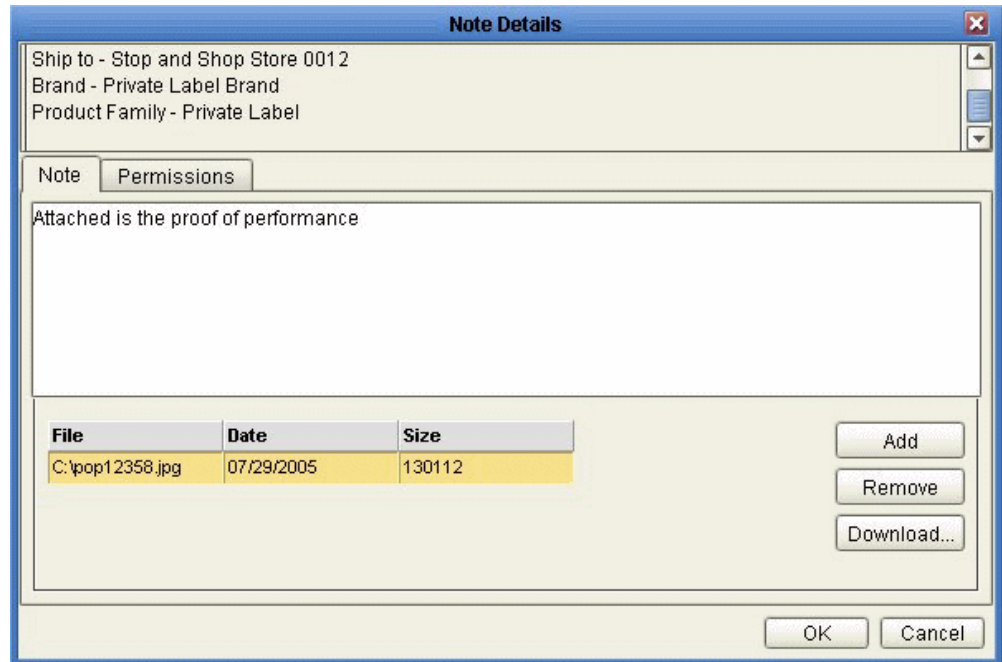 Note Details
Ship to - Stop and Shop Store 0012
Brand - Private Label Brand
Product Family - Private Label
Note Permissions
Attached is the proof of performance
File Date Size
C:\pop12358.jpg 07/29/2005 130112
Add
Remove
Download...
OK Cancel